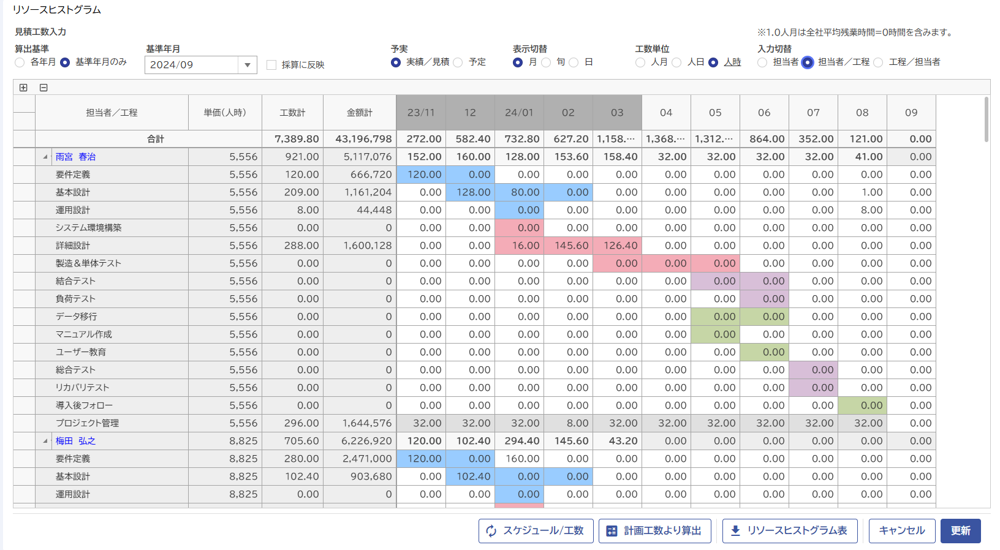 リソースヒストグラム
見積工数入力
※1.0人月は全社平均残業時間=0時間を含みます。
算出基準 基準年月 予実 表示切替 工数単位 入力切替
各年月 基準年月のみ 2024/09 採算に反映 実績／見積 予定 月 旬 日 人月 人日 人時 担当者 担当者／工程 工程／担当者
担当者／工程 単価(人時) 工数計 金額計 23/11 12 24/01 02 03 04 05 06 07 08 09
合計 7,389.80 43,196,798 272.00 582.40 732.80 627.20 1,158.… 1,368.… 1,312.… 864.00 352.00 121.00 0.00
雨宮 春治 5,556 921.00 5,117,076 152.00 160.00 128.00 153.60 158.40 32.00 32.00 32.00 32.00 41.00 0.00
要件定義 5,556 120.00 666,720 120.00 0.00 0.00 0.00 0.00 0.00 0.00 0.00 0.00 0.00 0.00
基本設計 5,556 209.00 1,161,204 0.00 128.00 80.00 0.00 0.00 0.00 0.00 0.00 0.00 1.00 0.00
運用設計 5,556 8.00 44,448 0.00 0.00 0.00 0.00 0.00 0.00 0.00 0.00 0.00 8.00 0.00
システム環境構築 5,556 0.00 0 0.00 0.00 0.00 0.00 0.00 0.00 0.00 0.00 0.00 0.00 0.00
詳細設計 5,556 288.00 1,600,128 0.00 0.00 16.00 145.60 126.40 0.00 0.00 0.00 0.00 0.00 0.00
製造＆単体テスト 5,556 0.00 0 0.00 0.00 0.00 0.00 0.00 0.00 0.00 0.00 0.00 0.00 0.00
結合テスト 5,556 0.00 0 0.00 0.00 0.00 0.00 0.00 0.00 0.00 0.00 0.00 0.00 0.00
負荷テスト 5,556 0.00 0 0.00 0.00 0.00 0.00 0.00 0.00 0.00 0.00 0.00 0.00 0.00
データ移行 5,556 0.00 0 0.00 0.00 0.00 0.00 0.00 0.00 0.00 0.00 0.00 0.00 0.00
マニュアル作成 5,556 0.00 0 0.00 0.00 0.00 0.00 0.00 0.00 0.00 0.00 0.00 0.00 0.00
ユーザー教育 5,556 0.00 0 0.00 0.00 0.00 0.00 0.00 0.00 0.00 0.00 0.00 0.00 0.00
総合テスト 5,556 0.00 0 0.00 0.00 0.00 0.00 0.00 0.00 0.00 0.00 0.00 0.00 0.00
リカバリテスト 5,556 0.00 0 0.00 0.00 0.00 0.00 0.00 0.00 0.00 0.00 0.00 0.00 0.00
導入後フォロー 5,556 0.00 0 0.00 0.00 0.00 0.00 0.00 0.00 0.00 0.00 0.00 0.00 0.00
プロジェクト管理 5,556 296.00 1,644,576 32.00 32.00 32.00 8.00 32.00 32.00 32.00 32.00 32.00 32.00 0.00
梅田 弘之 8,825 705.60 6,226,920 120.00 102.40 294.40 145.60 43.20 0.00 0.00 0.00 0.00 0.00 0.00
要件定義 8,825 280.00 2,471,000 120.00 0.00 160.00 0.00 0.00 0.00 0.00 0.00 0.00 0.00 0.00
基本設計 8,825 102.40 903,680 0.00 102.40 0.00 0.00 0.00 0.00 0.00 0.00 0.00 0.00 0.00
運用設計 8,825 0.00 0 0.00 0.00 0.00 0.00 0.00 0.00 0.00 0.00 0.00 0.00 0.00
スケジュール/工数 計画工数より算出 リソースヒストグラム表 キャンセル 更新